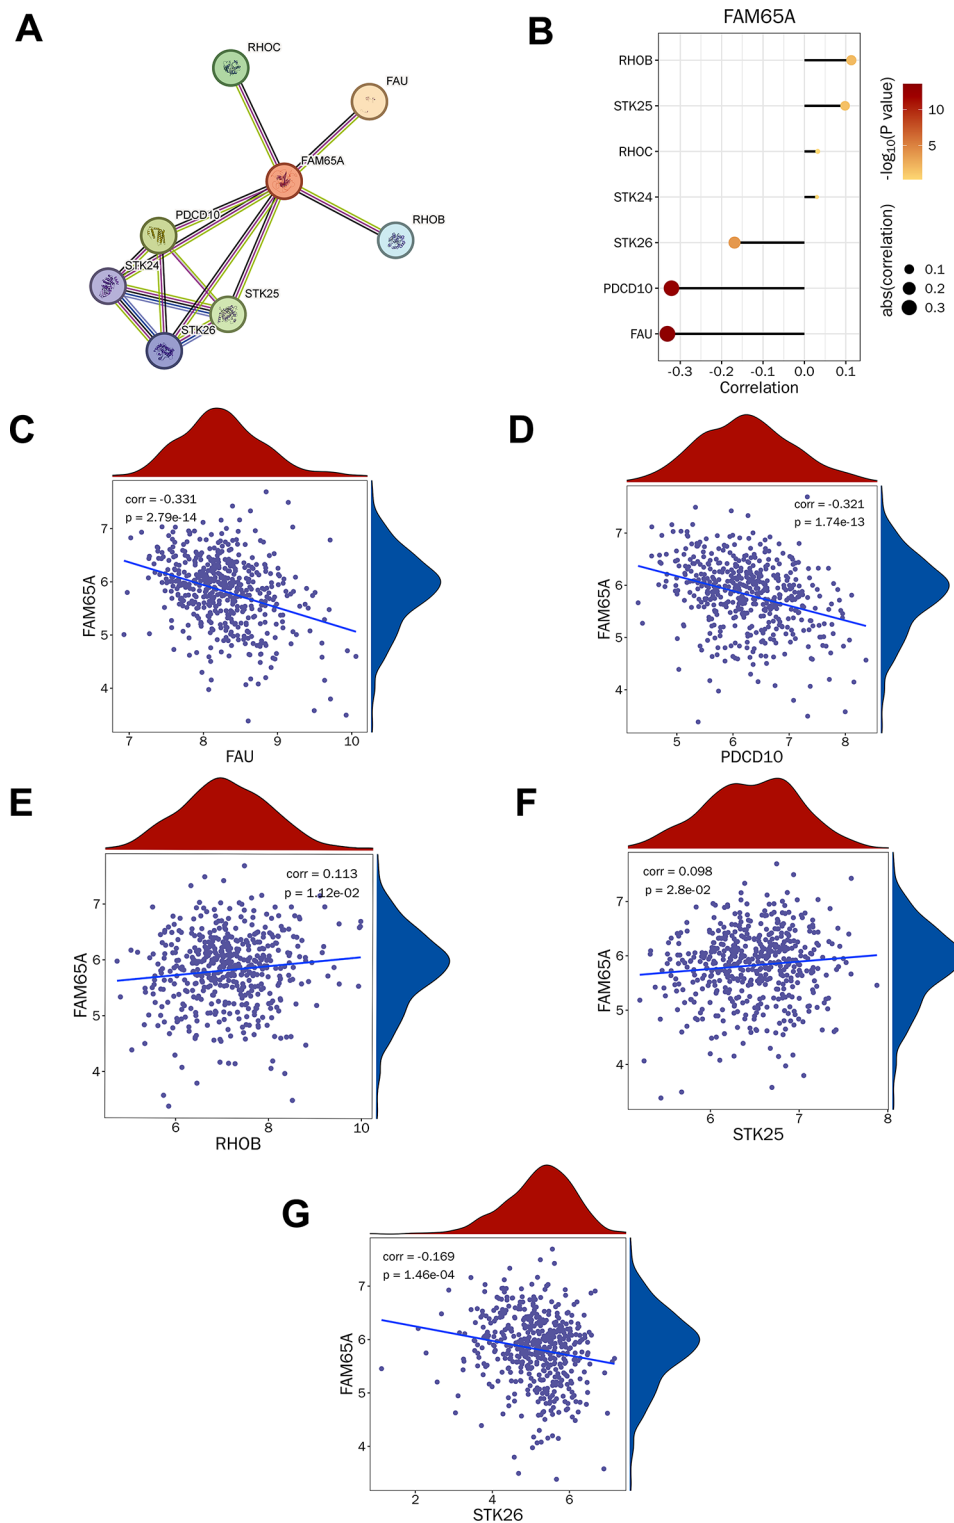 A
RHOC
FAU
FAM65A
RHOB
PDCD10
STK24
STK25
STK26
B
FAM65A
RHOB
STK25
RHOC
STK24
STK26
PDCD10
FAU
-0.3 -0.2 -0.1 0.0 0.1
Correlation
-log10(P value)
10
5
abs(correlation)
0.1
0.2
0.3
C
corr = -0.331
p = 2.79e-14
FAM65A
7
6
5
4
7 8 9 10
FAU
D
corr = -0.321
p = 1.74e-13
FAM65A
7
6
5
4
5 6 7 8
PDCD10
E
corr = 0.113
p = 1.12e-02
FAM65A
7
6
5
4
6 8 10
RHOB
F
corr = 0.098
p = 2.8e-02
FAM65A
7
6
5
4
6 7 8
STK25
G
corr = -0.169
p = 1.46e-04
FAM65A
7
6
5
4
2 4 6
STK26